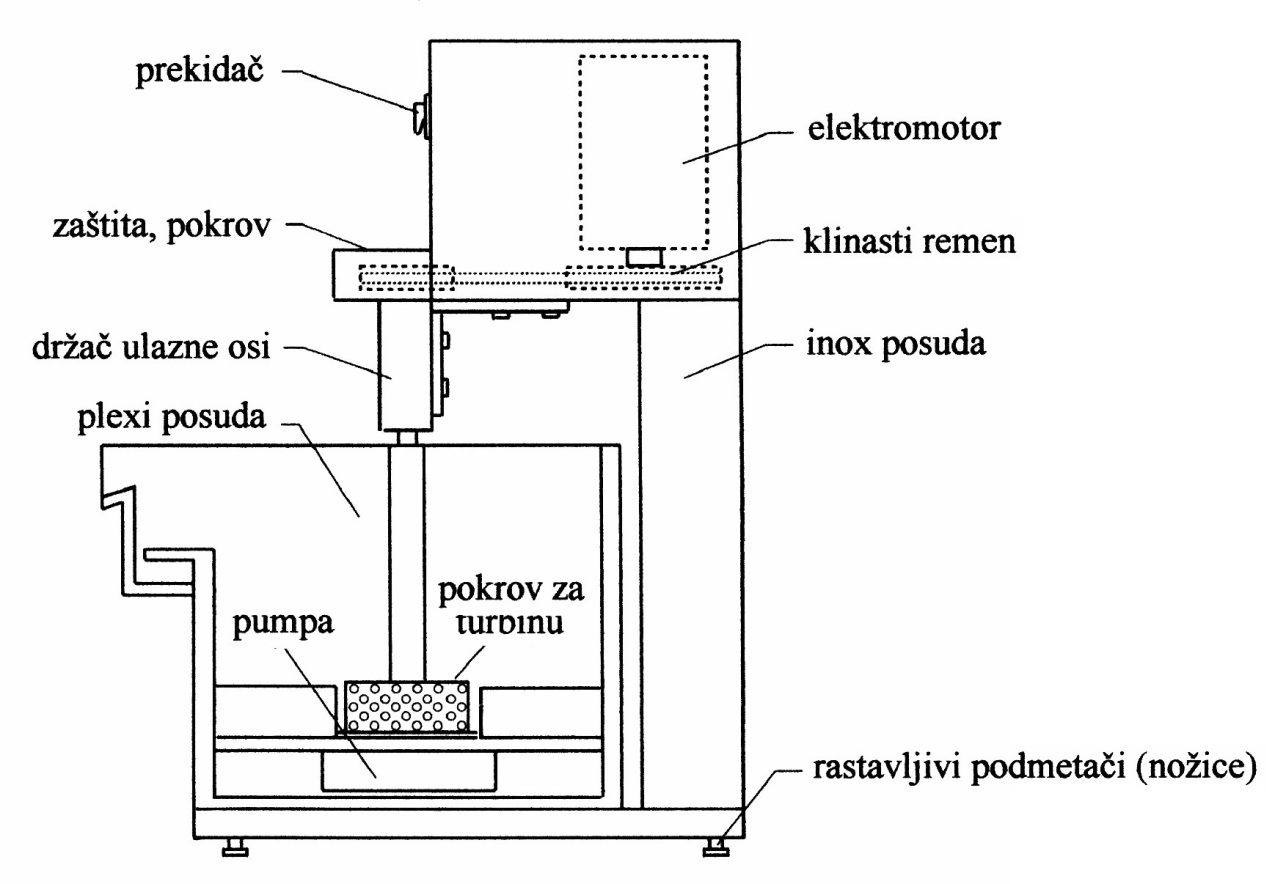 prekidač
elektromotor
zaštita, pokrov
klinasti remen
držač ulazne osi
inox posuda
plexi posuda
pokrov za
turbinu
pumpa
rastavljivi podmetači (nožice)